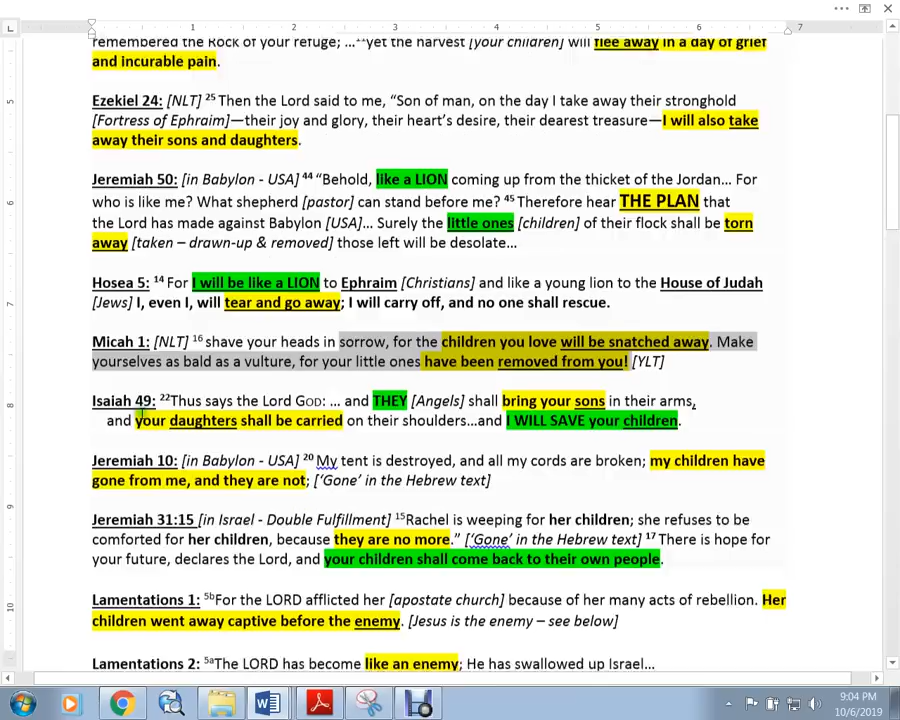 1 2 3 4 5 6 7
remembered the Rock of your refuge; …11yet the harvest [your children] will flee away in a day of grief
and incurable pain.
Ezekiel 24: [NLT] 25 Then the Lord said to me, “Son of man, on the day I take away their stronghold
[Fortress of Ephraim]—their joy and glory, their heart’s desire, their dearest treasure—I will also take
away their sons and daughters.
Jeremiah 50: [in Babylon - USA] 44 “Behold, like a LION coming up from the thicket of the Jordan… For
who is like me? What shepherd [pastor] can stand before me? 45 Therefore hear THE PLAN that
the Lord has made against Babylon [USA]… Surely the little ones [children] of their flock shall be torn
away [taken – drawn-up & removed] those left will be desolate…
Hosea 5: 14 For I will be like a LION to Ephraim [Christians] and like a young lion to the House of Judah
[Jews] I, even I, will tear and go away; I will carry off, and no one shall rescue.
Micah 1: [NLT] 16 shave your heads in sorrow, for the children you love will be snatched away. Make
yourselves as bald as a vulture, for your little ones have been removed from you! [YLT]
Isaiah 49: 22Thus says the Lord GOD: … and THEY [Angels] shall bring your sons in their arms,
and your daughters shall be carried on their shoulders…and I WILL SAVE your children.
Jeremiah 10: [in Babylon - USA] 20 My tent is destroyed, and all my cords are broken; my children have
gone from me, and they are not; [‘Gone’ in the Hebrew text]
Jeremiah 31:15 [in Israel - Double Fulfillment] 15Rachel is weeping for her children; she refuses to be
comforted for her children, because they are no more.” [‘Gone’ in the Hebrew text] 17 There is hope for
your future, declares the Lord, and your children shall come back to their own people.
Lamentations 1: 5bFor the LORD afflicted her [apostate church] because of her many acts of rebellion. Her
children went away captive before the enemy. [Jesus is the enemy – see below]
Lamentations 2: 5aThe LORD has become like an enemy; He has swallowed up Israel…
5
6
7
8
9
10
9:04 PM
10/6/2019